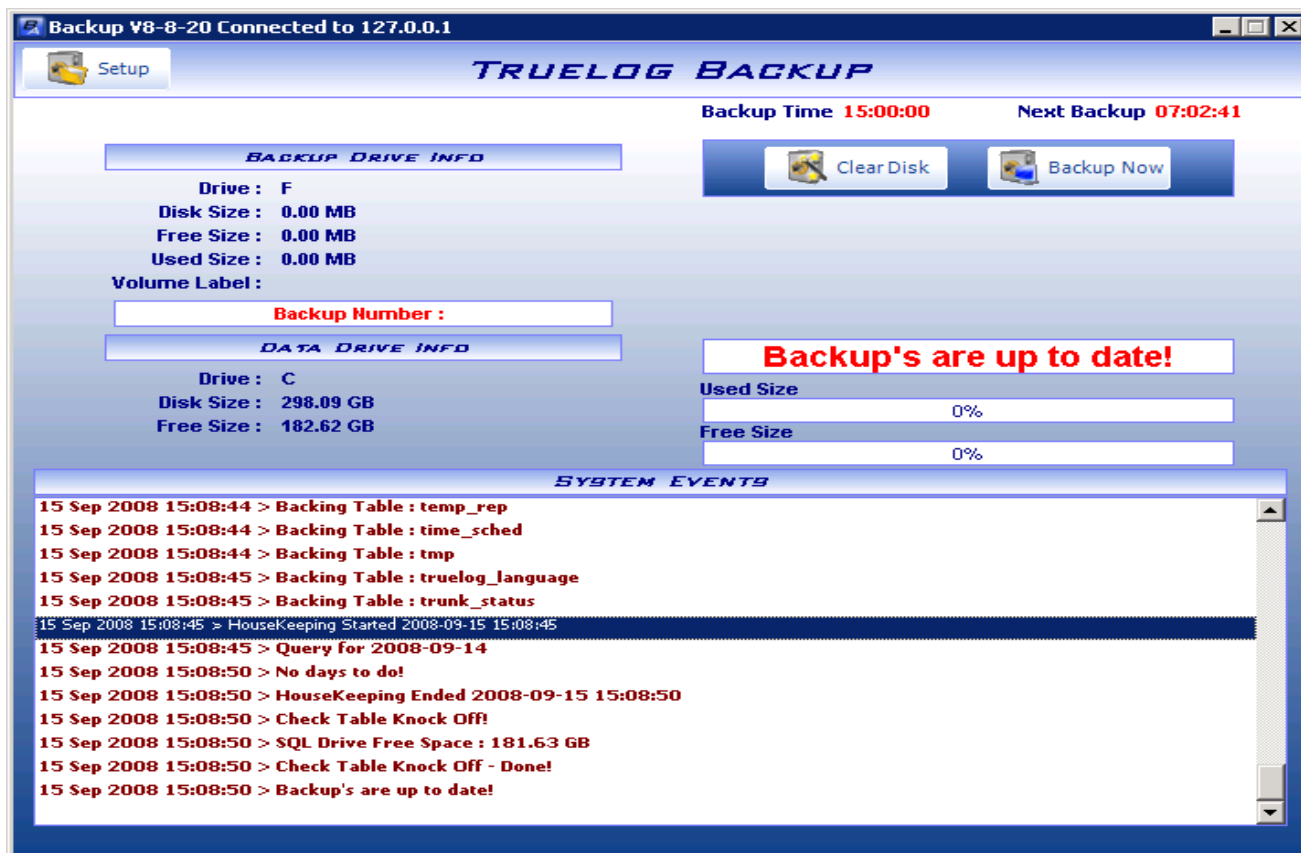 Backup V8-8-20 Connected to 127.0.0.1
Setup
TRUELOG BACKUP
Backup Time 15:00:00 Next Backup 07:02:41
BACKUP DRIVE INFO
Clear Disk
Backup Now
Drive : F
Disk Size : 0.00 MB
Free Size : 0.00 MB
Used Size : 0.00 MB
Volume Label :
Backup Number :
DATA DRIVE INFO
Drive : C
Disk Size : 298.09 GB
Free Size : 182.62 GB
Backup's are up to date!
Used Size
0%
Free Size
0%
SYSTEM EVENTS
15 Sep 2008 15:08:44 > Backing Table : temp_rep
15 Sep 2008 15:08:44 > Backing Table : time_sched
15 Sep 2008 15:08:44 > Backing Table : tmp
15 Sep 2008 15:08:45 > Backing Table : truelog_language
15 Sep 2008 15:08:45 > Backing Table : trunk_status
15 Sep 2008 15:08:45 > HouseKeeping Started 2008-09-15 15:08:45
15 Sep 2008 15:08:45 > Query for 2008-09-14
15 Sep 2008 15:08:50 > No days to do!
15 Sep 2008 15:08:50 > HouseKeeping Ended 2008-09-15 15:08:50
15 Sep 2008 15:08:50 > Check Table Knock Off!
15 Sep 2008 15:08:50 > SQL Drive Free Space : 181.63 GB
15 Sep 2008 15:08:50 > Check Table Knock Off - Done!
15 Sep 2008 15:08:50 > Backup's are up to date!